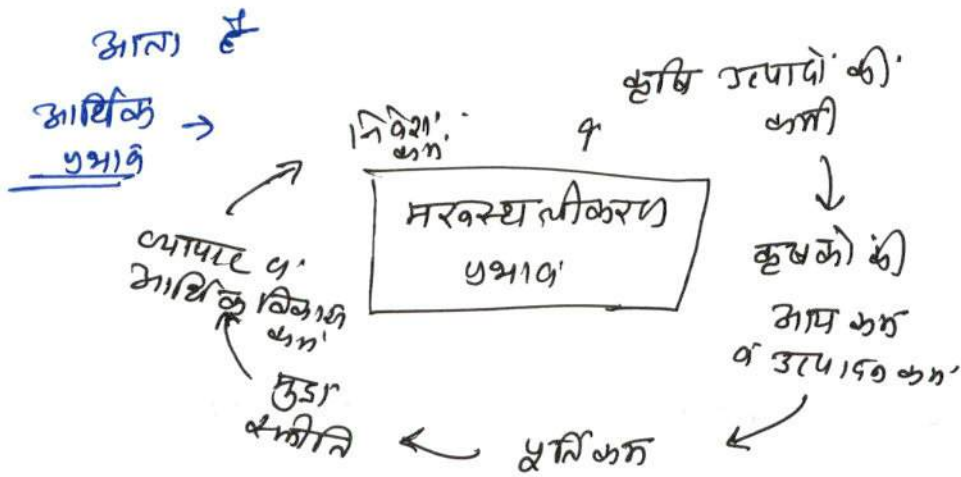 आता है
आर्थिक →
प्रभाव
निवेश
कम
व
कृषि उत्पादों की
कमी
मरुस्थलीकरण
प्रभाव
कृषकों की
आय कम
व उत्पादन कम
पूर्ति कम
मुद्रा
स्फीति
व्यापार व
आर्थिक विकास
कम